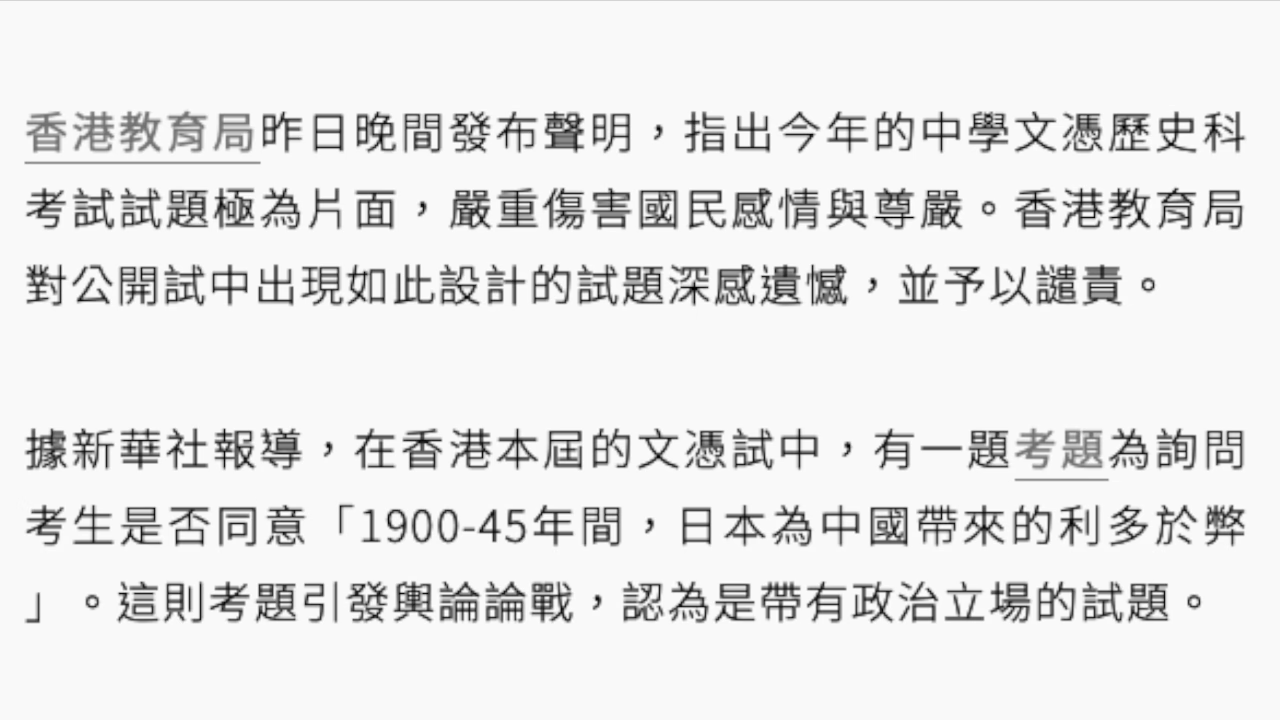 香港教育局昨日晚間發布聲明，指出今年的中學文憑歷史科
考試試題極為片面，嚴重傷害國民感情與尊嚴。香港教育局
對公開試中出現如此設計的試題深感遺憾，並予以譴責。
據新華社報導，在香港本屆的文憑試中，有一題考題為詢問
考生是否同意「1900-45年間，日本為中國帶來的利多於弊
」。這則考題引發輿論論戰，認為是帶有政治立場的試題。